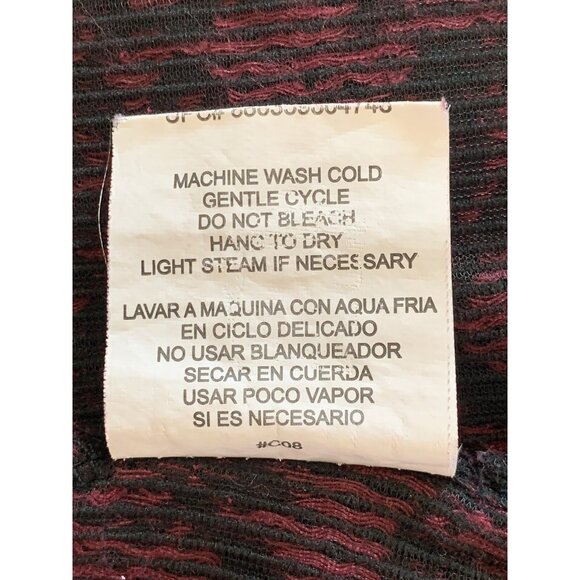 MACHINE WASH COLD
GENTLE CYCLE
DO NOT BLEACH
HANG TO DRY
LIGHT STEAM IF NECESSARY
LAVAR A MAQUINA CON AQUA FRIA
EN CICLO DELICADO
NO USAR BLANQUEADOR
SECAR EN CUERDA
USAR POCO VAPOR
SI ES NECESARIO